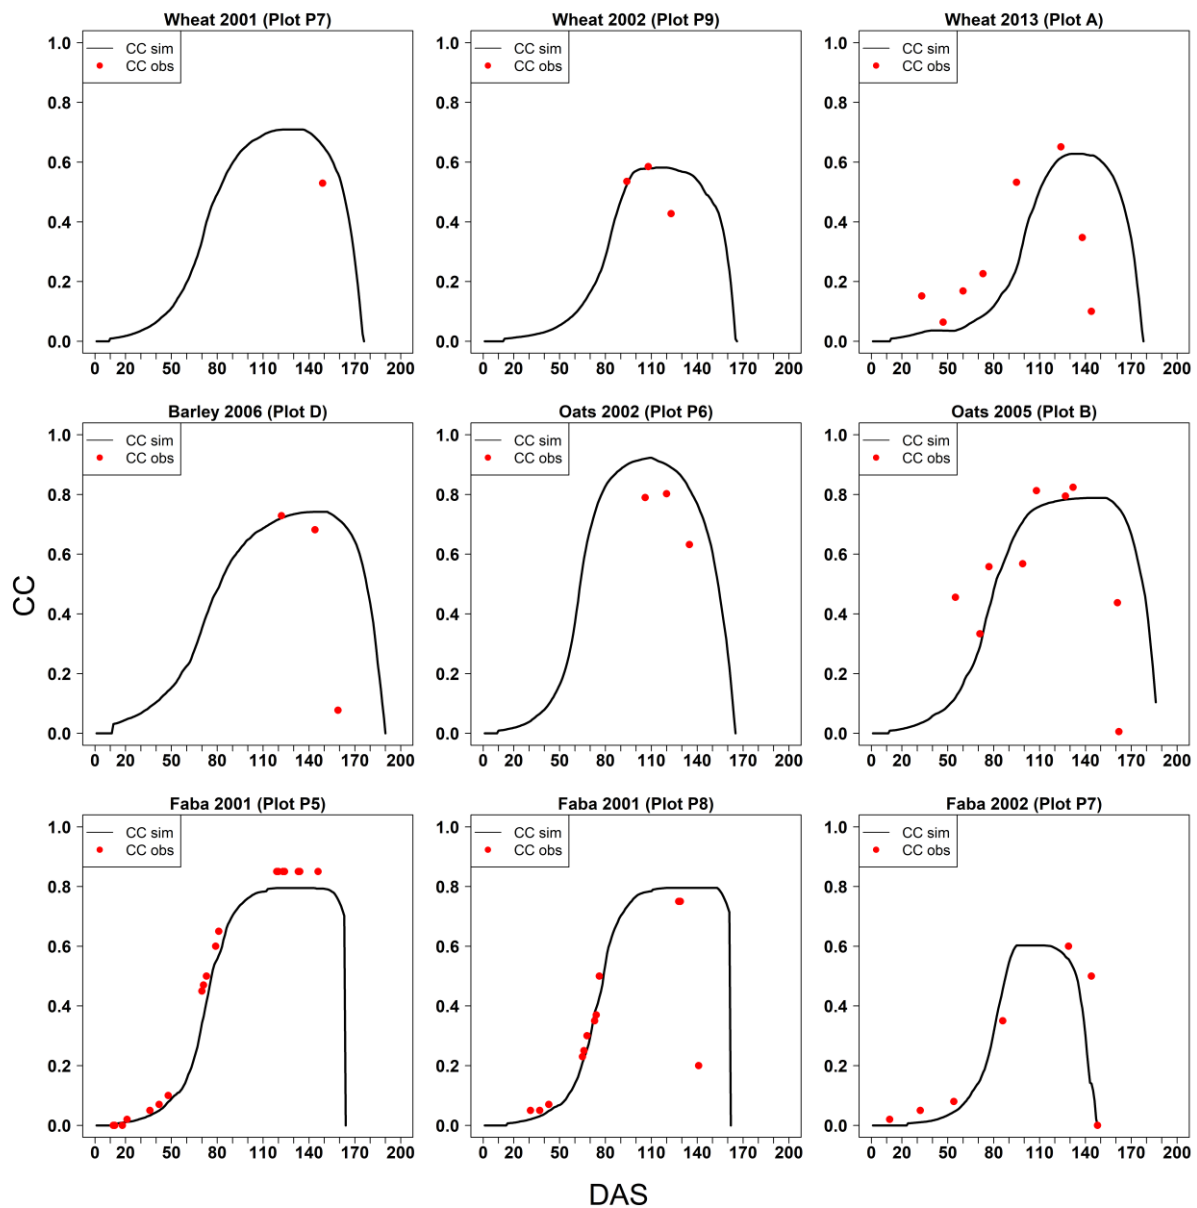 Wheat 2001 (Plot P7)
CC sim
CC obs
1.0
0.8
0.6
0.4
0.2
0.0
0 20 50 80 110 140 170 200
Wheat 2002 (Plot P9)
CC sim
CC obs
1.0
0.8
0.6
0.4
0.2
0.0
0 20 50 80 110 140 170 200
Wheat 2013 (Plot A)
CC sim
CC obs
1.0
0.8
0.6
0.4
0.2
0.0
0 20 50 80 110 140 170 200
Barley 2006 (Plot D)
CC sim
CC obs
1.0
0.8
0.6
0.4
0.2
0.0
0 20 50 80 110 140 170 200
Oats 2002 (Plot P6)
CC sim
CC obs
1.0
0.8
0.6
0.4
0.2
0.0
0 20 50 80 110 140 170 200
Oats 2005 (Plot B)
CC sim
CC obs
1.0
0.8
0.6
0.4
0.2
0.0
0 20 50 80 110 140 170 200
CC
Faba 2001 (Plot P5)
CC sim
CC obs
1.0
0.8
0.6
0.4
0.2
0.0
0 20 50 80 110 140 170 200
Faba 2001 (Plot P8)
CC sim
CC obs
1.0
0.8
0.6
0.4
0.2
0.0
0 20 50 80 110 140 170 200
Faba 2002 (Plot P7)
CC sim
CC obs
1.0
0.8
0.6
0.4
0.2
0.0
0 20 50 80 110 140 170 200
DAS